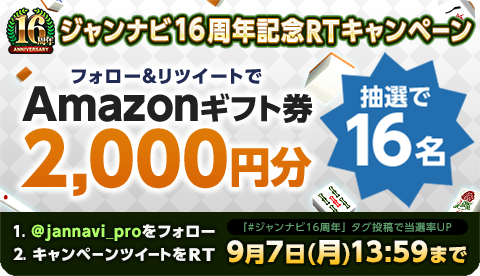 16周年
ANNIVERSARY
ジャンナビ16周年記念RTキャンペーン
フォロー&リツイートで
Amazonギフト券
2,000円分
抽選で
16名
1. @jannavi_proをフォロー
2. キャンペーンツイートをRT
「#ジャンナビ16周年」タグ投稿で当選率UP
9月7日(月)13:59まで